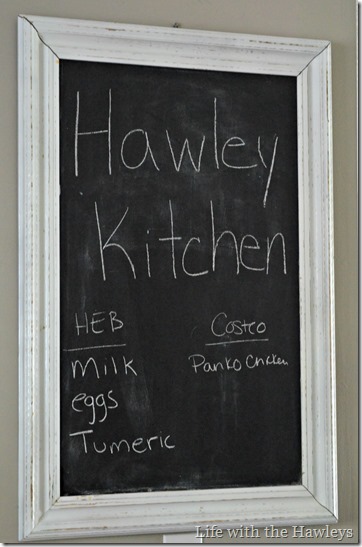 Hawley
Kitchen
HEB
Milk
eggs
Tumeric
Costco
Panko Chicken
Life with the Hawleys